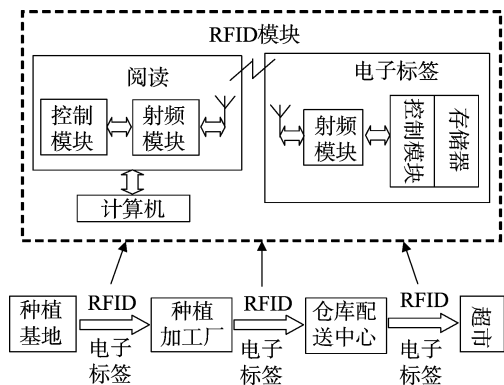 RFID模块
阅读
控制
模块
射频
模块
计算机
电子标签
射频
模块
控制模块
存储器
种植
基地
RFID
电子
标签
种植
加工厂
RFID
电子
标签
仓库配
送中心
RFID
电子
标签
超市